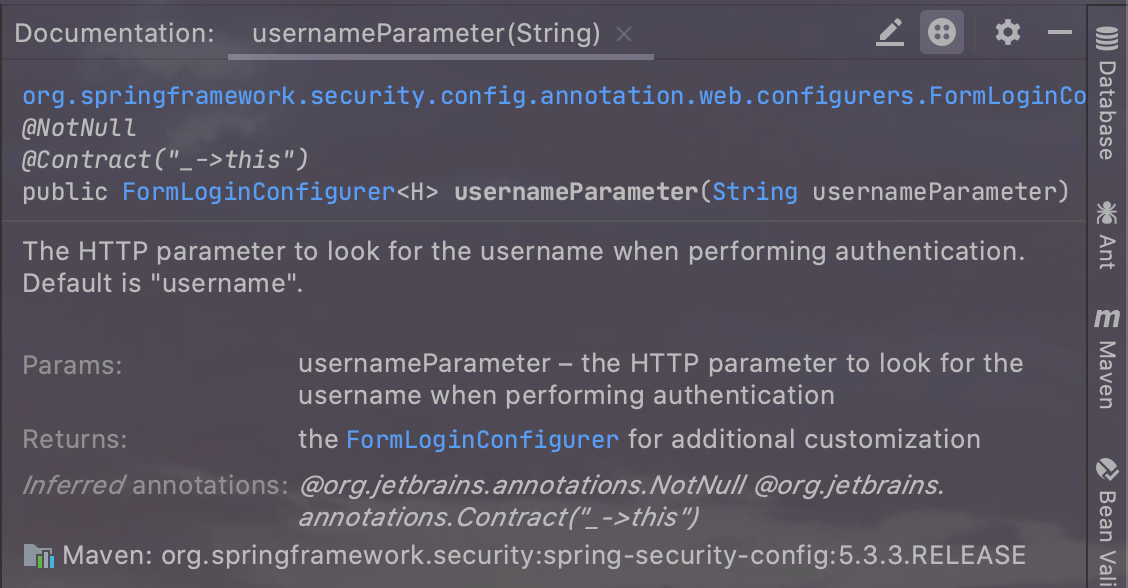 Documentation: usernameParameter(String)
org.springframework.security.config.annotation.web.configurers.FormLoginCo
@NotNull
@Contract("_->this")
public FormLoginConfigurer<H> usernameParameter(String usernameParameter)
The HTTP parameter to look for the username when performing authentication.
Default is "username".
Params: usernameParameter – the HTTP parameter to look for the
username when performing authentication
Returns: the FormLoginConfigurer for additional customization
Inferred annotations: @org.jetbrains.annotations.NotNull @org.jetbrains.
annotations.Contract("_->this")
Maven: org.springframework.security:spring-security-config:5.3.3.RELEASE
Database
Ant
m
Maven
Bean Vali